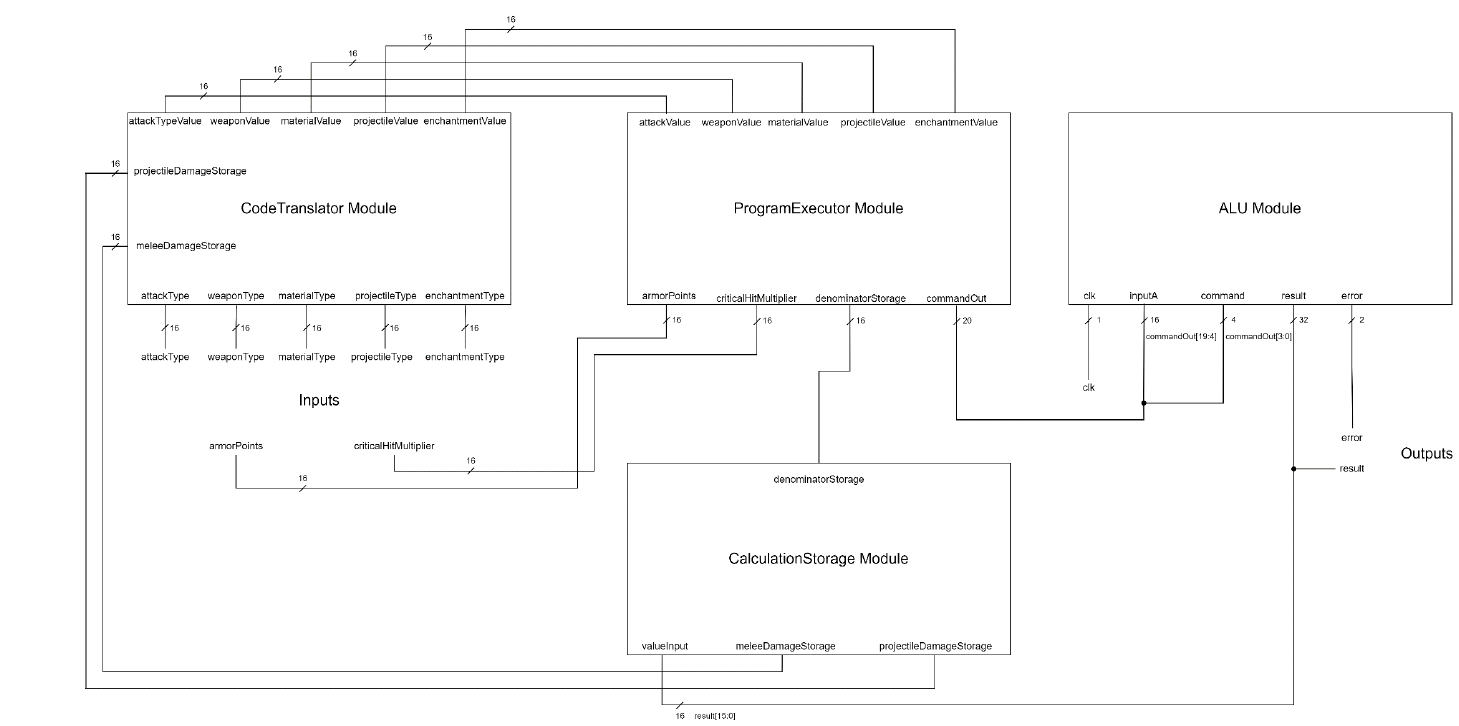 16
16
16
16
16
attackTypeValue weaponValue materialValue projectileValue enchantmentValue
attackValue weaponValue materialValue projectileValue enchantmentValue
16
projectileDamageStorage
CodeTranslator Module
ProgramExecutor Module
ALU Module
16
meleeDamageStorage
attackType weaponType materialType projectileType enchantmentType
armorPoints criticalHitMultiplier denominatorStorage commandOut
clk inputA command result error
16 16 16 16 16
16 16 16 20
1 16 4 32 2
commandOut[19:4] commandOut[3:0]
attackType weaponType materialType projectileType enchantmentType
clk
Inputs
armorPoints criticalHitMultiplier
error
Outputs
16
result
16
denominatorStorage
CalculationStorage Module
valueInput meleeDamageStorage projectileDamageStorage
16 result[15:0]